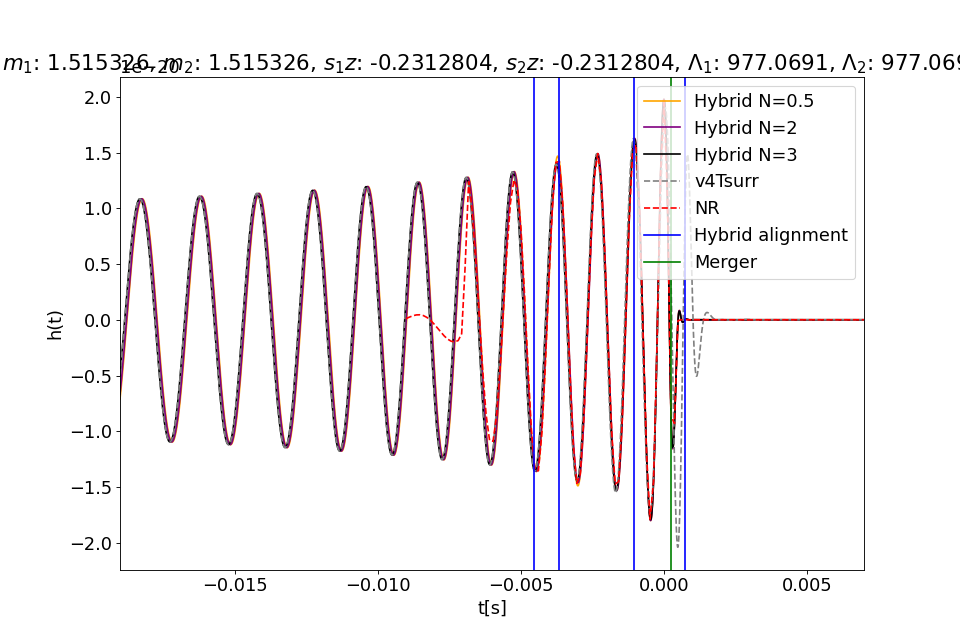 m₁: 1.515326, m₂: 1.515326, s₁z: -0.2312804, s₂z: -0.2312804, Λ₁: 977.0691, Λ₂: 977.069
1e−20
2.0
1.5
1.0
0.5
0.0
−0.5
−1.0
−1.5
−2.0
h(t)
Hybrid N=0.5
Hybrid N=2
Hybrid N=3
v4Tsurr
NR
Hybrid alignment
Merger
−0.015
−0.010
−0.005
0.000
0.005
t[s]